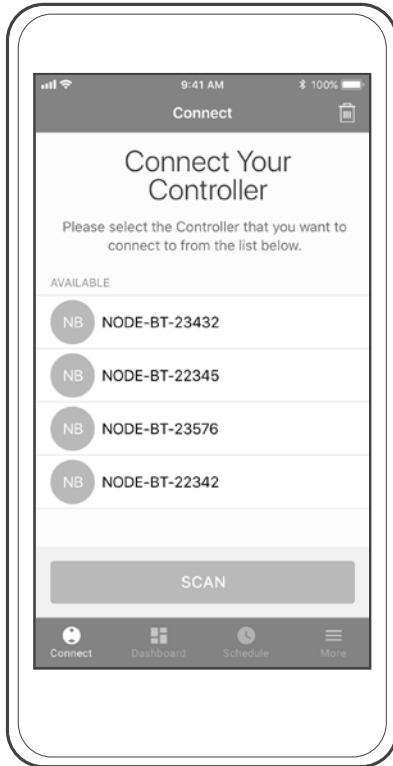 9:41 AM
100%
Connect
Connect Your
Controller
Please select the Controller that you want to
connect to from the list below.
AVAILABLE
NB NODE-BT-23432
NB NODE-BT-22345
NB NODE-BT-23576
NB NODE-BT-22342
SCAN
Connect Dashboard Schedule More